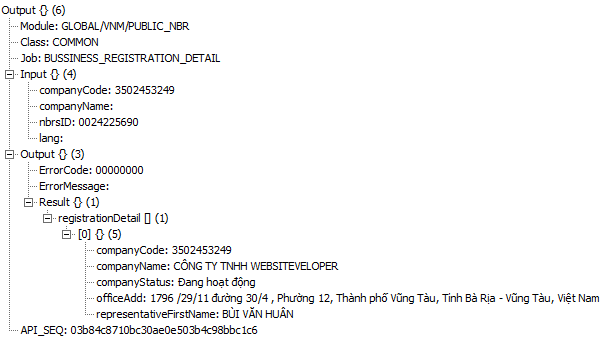 Output {} (6)
Module: GLOBAL/VNM/PUBLIC_NBR
Class: COMMON
Job: BUSSINESS_REGISTRATION_DETAIL
Input {} (4)
companyCode: 3502453249
companyName:
nbrsID: 0024225690
lang:
Output {} (3)
ErrorCode: 00000000
ErrorMessage:
Result {} (1)
registrationDetail [] (1)
[0] {} (5)
companyCode: 3502453249
companyName: CÔNG TY TNHH WEBSITEVELOPER
companyStatus: Đang hoạt động
officeAdd: 1796 /29/11 đường 30/4 , Phường 12, Thành phố Vũng Tàu, Tỉnh Bà Rịa - Vũng Tàu, Việt Nam
representativeFirstName: BÙI VĂN HUÂN
API_SEQ: 03b84c8710bc30ae0e503b4c98bbc1c6